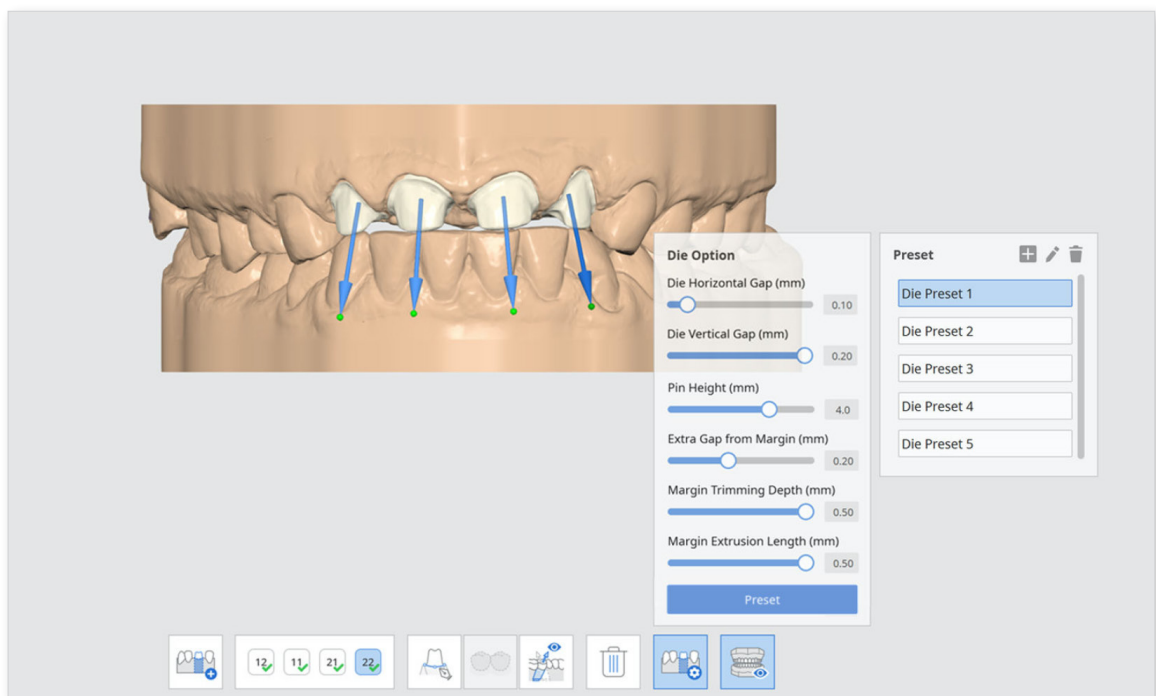 Die Option
Die Horizontal Gap (mm)
0.10
Die Vertical Gap (mm)
0.20
Pin Height (mm)
4.0
Extra Gap from Margin (mm)
0.20
Margin Trimming Depth (mm)
0.50
Margin Extrusion Length (mm)
0.50
Preset
Preset
Die Preset 1
Die Preset 2
Die Preset 3
Die Preset 4
Die Preset 5
12 11 21 22